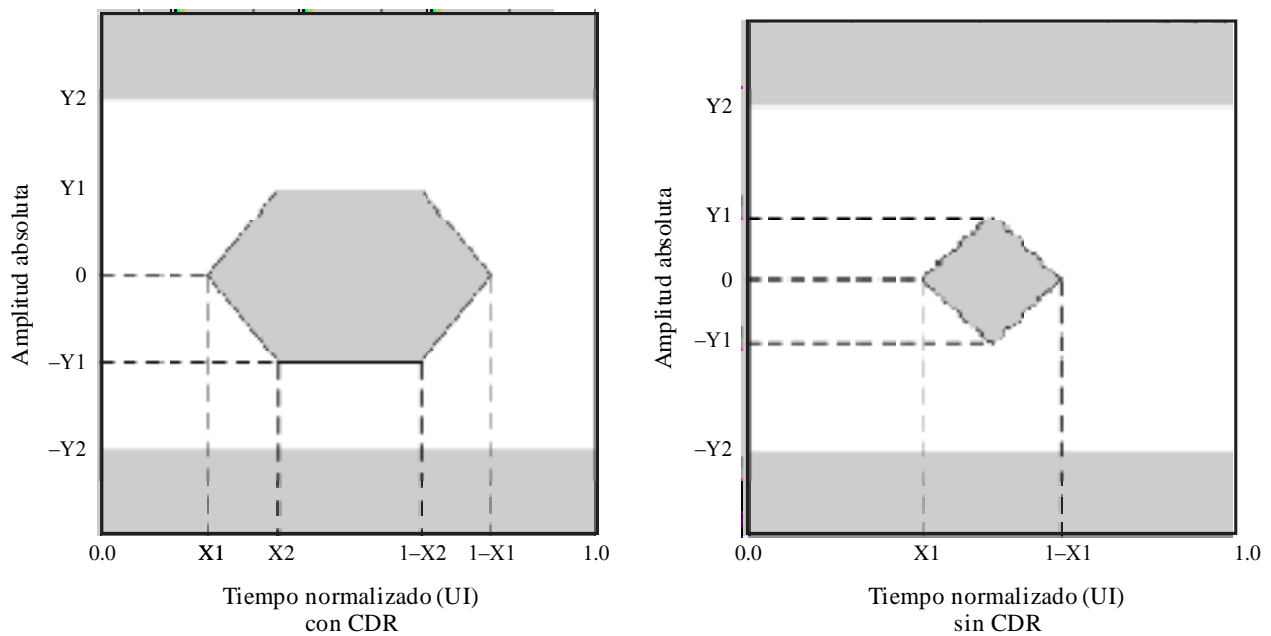 Y2
Y1
0
–Y1
–Y2
Amplitud absoluta
0.0
X1
X2
1–X2
1–X1
1.0
Tiempo normalizado (UI)
con CDR
Y2
Y1
0
–Y1
–Y2
Amplitud absoluta
0.0
X1
1–X1
1.0
Tiempo normalizado (UI)
sin CDR